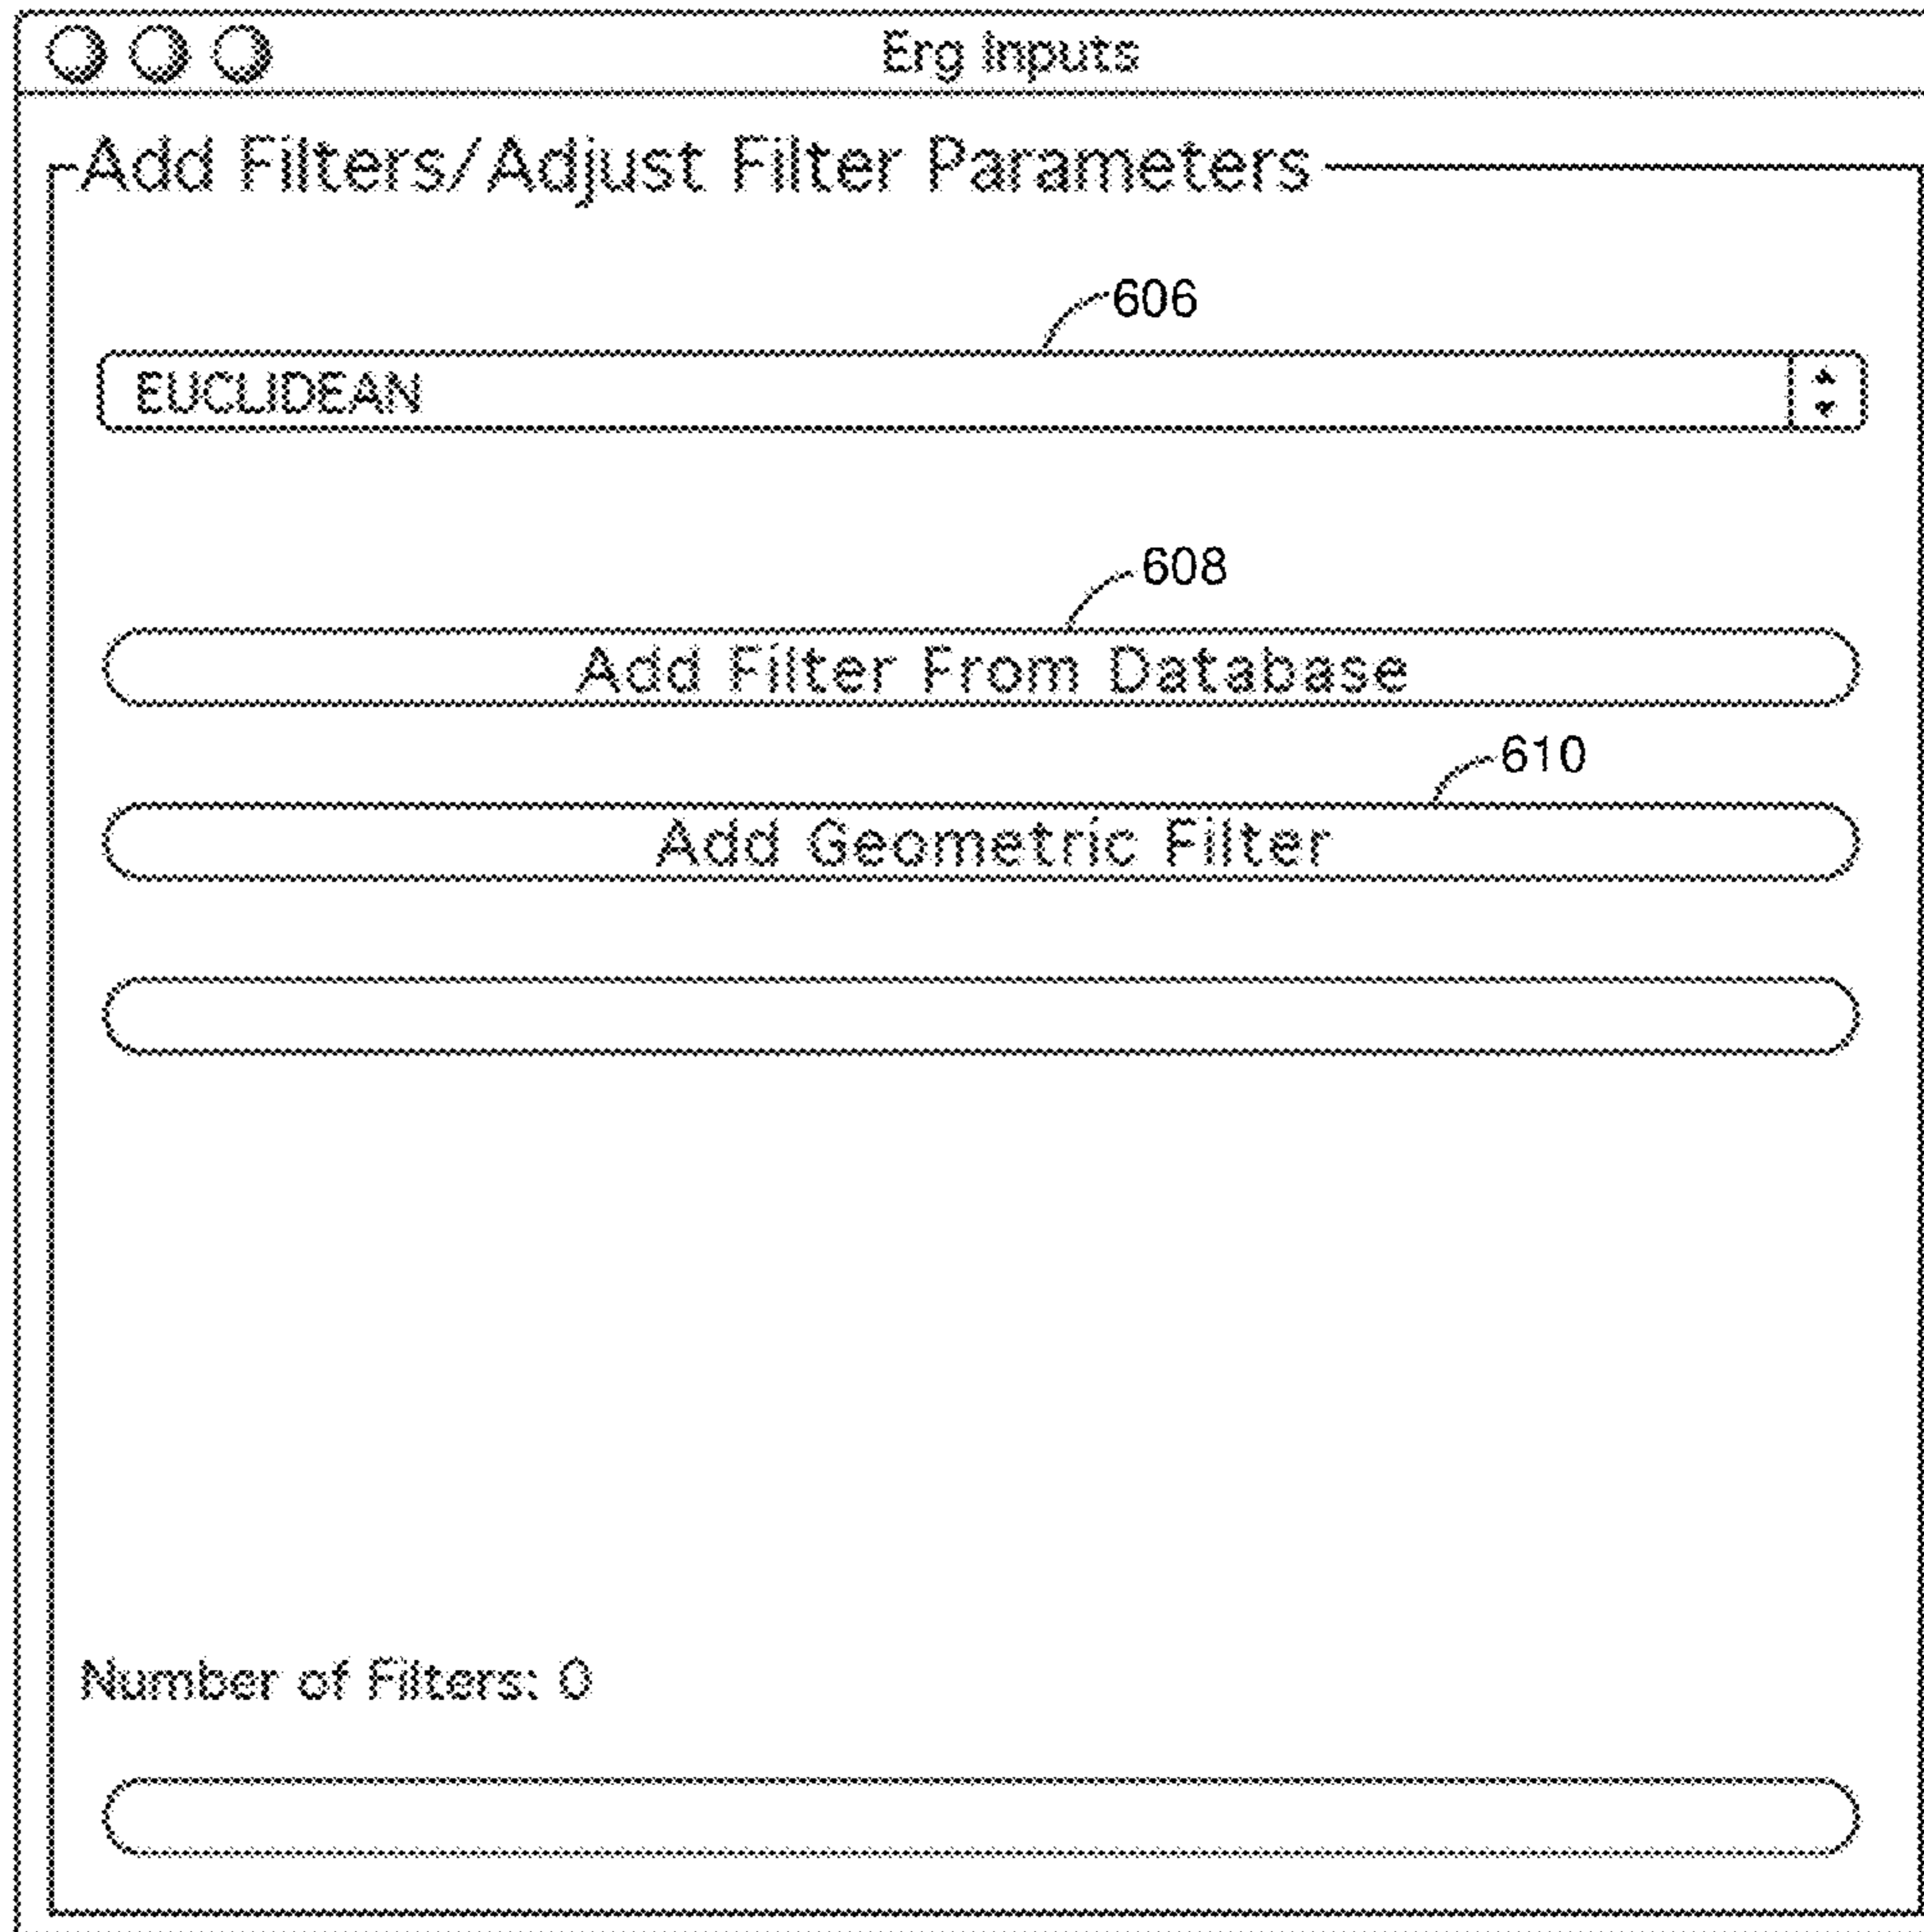 Erg Inputs
Add Filters/Adjust Filter Parameters
606
EUCLIDEAN
608
Add Filter From Database
610
Add Geometric Filter
Number of Filters: 0